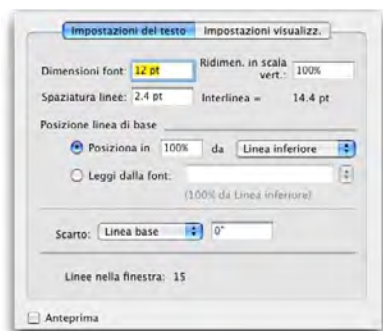 Impostazioni del testo Impostazioni visualizz.
Dimensioni font: 12 pt Ridimen. in scala vert.: 100%
Spaziatura linee: 2.4 pt Interlinea = 14.4 pt
Posizione linea di base
Posiziona in 100% da Linea inferiore
Leggi dalla font:
(100% da Linea inferiore)
Scarto: Linea base 0"
Linee nella finestra: 15
Anteprima